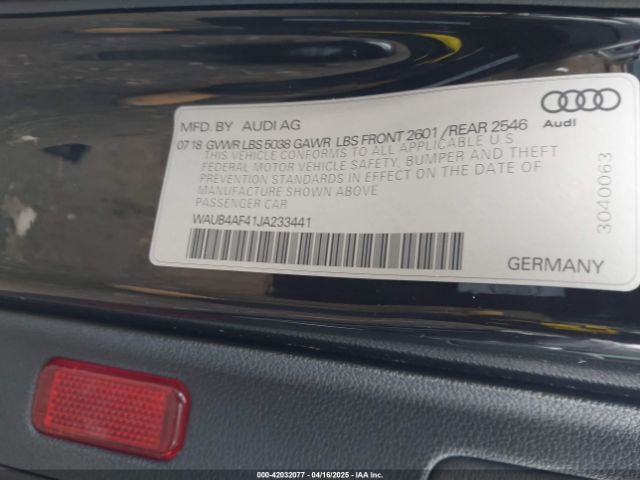 MFD. BY AUDI AG
Audi
07 18 GVWR LBS 5038 GAWR LBS FRONT 2601 / REAR 2546
THIS VEHICLE CONFORMS TO ALL APPLICABLE U.S.
FEDERAL MOTOR VEHICLE SAFETY, BUMPER AND THEFT
PREVENTION STANDARDS IN EFFECT ON THE DATE OF
MANUFACTURE SHOWN ABOVE
PASSENGER CAR
WAUB4AF41JA233441
3040063
GERMANY
000-42032077 - 04/16/2025 - IAA Inc.